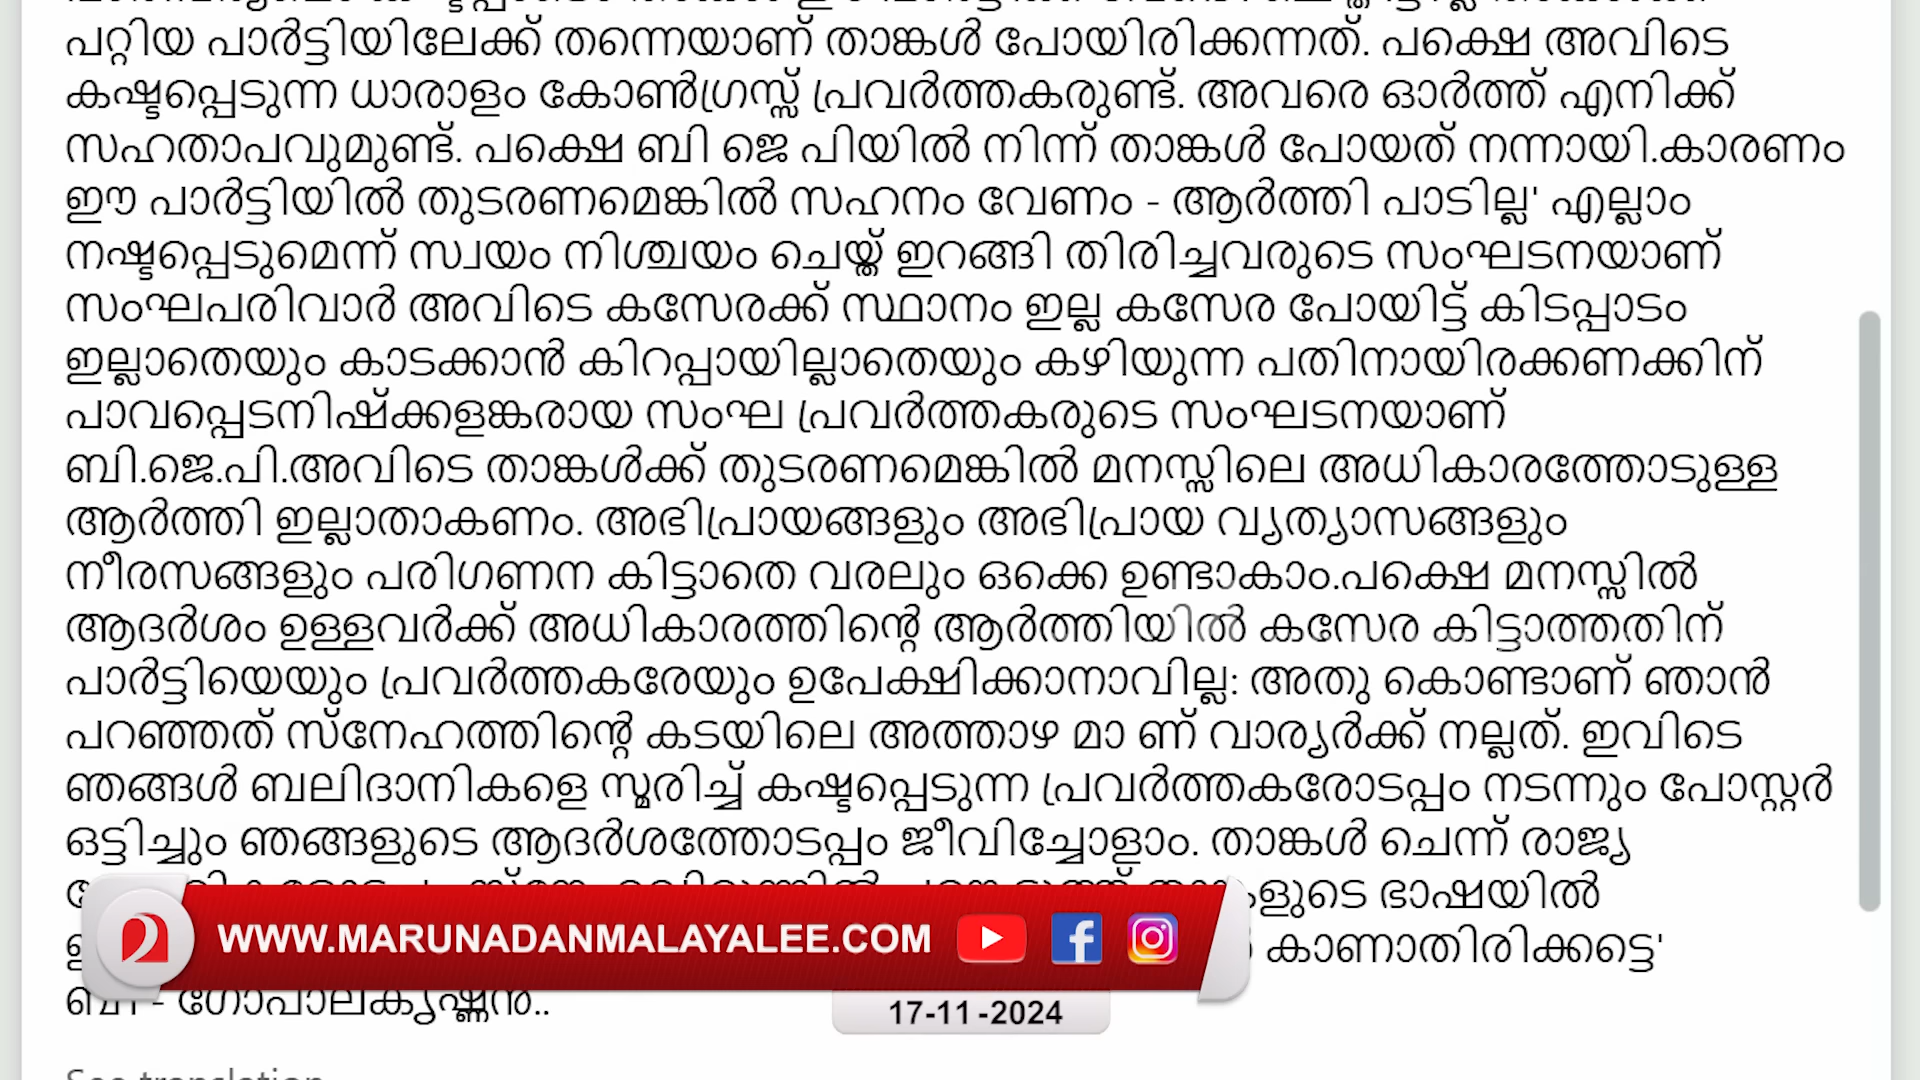 പറ്റിയ പാർട്ടിയിലേക്ക് തന്നെയാണ് താങ്കൾ പോയിരിക്കന്നത്. പക്ഷെ അവിടെ
കഷ്ടപ്പെടുന്ന ധാരാളം കോൺഗ്രസ്സ് പ്രവർത്തകരുണ്ട്. അവരെ ഓർത്ത് എനിക്ക്
സഹതാപവുമുണ്ട്. പക്ഷെ ബി ജെ പിയിൽ നിന്ന് താങ്കൾ പോയത് നന്നായി.കാരണം
ഈ പാർട്ടിയിൽ തുടരണമെങ്കിൽ സഹനം വേണം - ആർത്തി പാടില്ല' എല്ലാം
നഷ്ടപ്പെടുമെന്ന് സ്വയം നിശ്ചയം ചെയ്ത് ഇറങ്ങി തിരിച്ചവരുടെ സംഘടനയാണ്
സംഘപരിവാർ അവിടെ കസേരക്ക് സ്ഥാനം ഇല്ല കസേര പോയിട്ട് കിടപ്പാടം
ഇല്ലാതെയും കാടക്കാൻ കിറപ്പായില്ലാതെയും കഴിയുന്ന പതിനായിരക്കണക്കിന്
പാവപ്പെടനിഷ്ക്കളങ്കരായ സംഘ പ്രവർത്തകരുടെ സംഘടനയാണ്
ബി.ജെ.പി.അവിടെ താങ്കൾക്ക് തുടരണമെങ്കിൽ മനസ്സിലെ അധികാരത്തോടുള്ള
ആർത്തി ഇല്ലാതാകണം. അഭിപ്രായങ്ങളും അഭിപ്രായ വ്യത്യാസങ്ങളും
നീരസങ്ങളും പരിഗണന കിട്ടാതെ വരലും ഒക്കെ ഉണ്ടാകാം.പക്ഷെ മനസ്സിൽ
ആദർശം ഉള്ളവർക്ക് അധികാരത്തിന്റെ ആർത്തിയിൽ കസേര കിട്ടാത്തതിന്
പാർട്ടിയെയും പ്രവർത്തകരേയും ഉപേക്ഷിക്കാനാവില്ല: അതു കൊണ്ടാണ് ഞാൻ
പറഞ്ഞത് സ്നേഹത്തിന്റെ കടയിലെ അത്താഴ മാ ണ് വാര്യർക്ക് നല്ലത്. ഇവിടെ
ഞങ്ങൾ ബലിദാനികളെ സ്മരിച്ച് കഷ്ടപ്പെടുന്ന പ്രവർത്തകരോടപ്പം നടന്നും പോസ്റ്റർ
ഒട്ടിച്ചും ഞങ്ങളുടെ ആദർശത്തോടപ്പം ജീവിച്ചോളാം. താങ്കൾ ചെന്ന് രാജ്യ
ഭാഷയിൽ
കാണാതിരിക്കട്ടെ'
ബി - ഗോപാലകൃഷ്ണൻ..
WWW.MARUNADANMALAYALEE.COM
17-11-2024
See translation